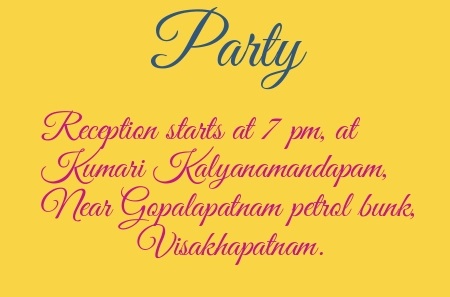 Party
Reception starts at 7 pm, at
Kumari Kalyanamandapam,
Near Gopalapatnam petrol bunk,
Visakhapatnam.